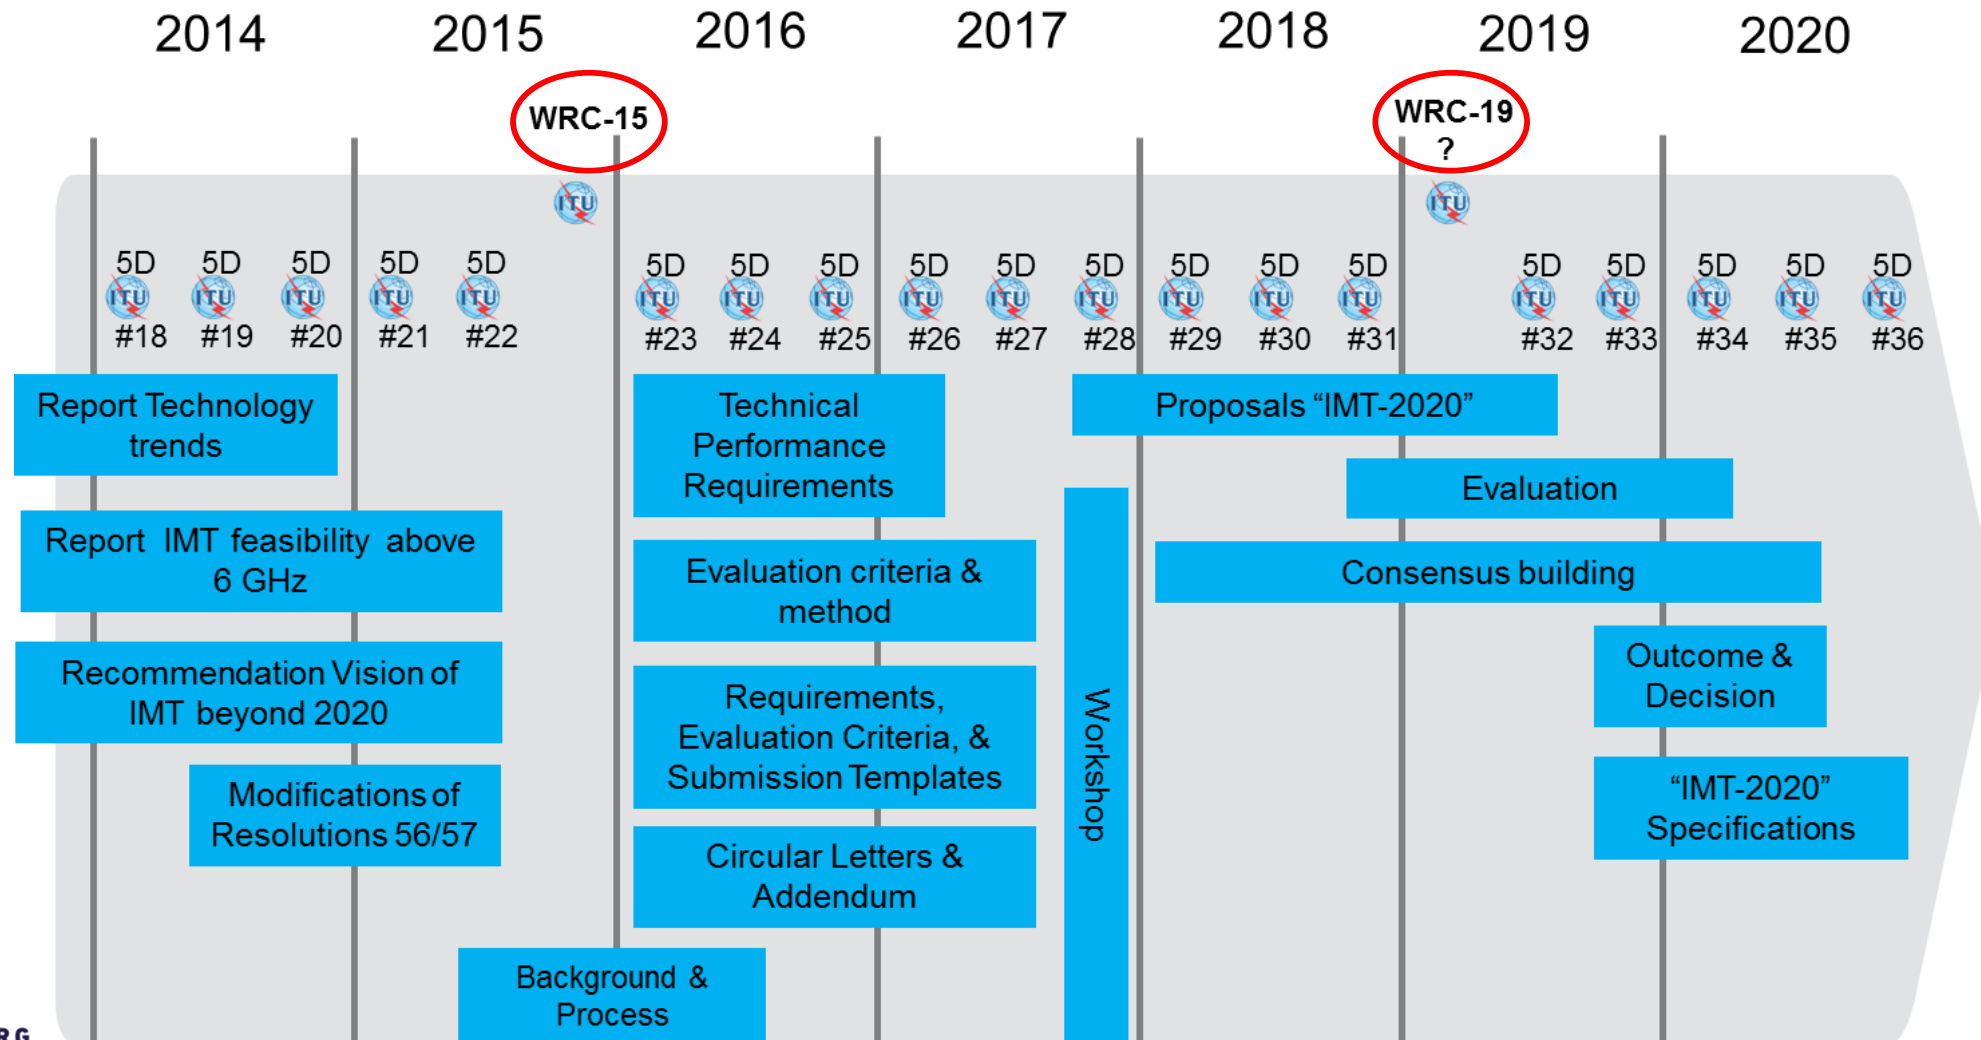 2014 2015 2016 2017 2018 2019 2020
WRC-15
WRC-19
?
ITU ITU
5D 5D 5D 5D 5D 5D 5D 5D 5D 5D 5D 5D 5D 5D 5D 5D 5D 5D 5D
ITU ITU ITU ITU ITU ITU ITU ITU ITU ITU ITU ITU ITU ITU ITU ITU ITU ITU ITU
#18 #19 #20 #21 #22 #23 #24 #25 #26 #27 #28 #29 #30 #31 #32 #33 #34 #35 #36
Report Technology
trends
Report IMT feasibility above
6 GHz
Recommendation Vision of
IMT beyond 2020
Modifications of
Resolutions 56/57
Background &
Process
Technical
Performance
Requirements
Evaluation criteria &
method
Requirements,
Evaluation Criteria, &
Submission Templates
Circular Letters &
Addendum
Workshop
Proposals “IMT-2020”
Evaluation
Consensus building
Outcome &
Decision
“IMT-2020”
Specifications